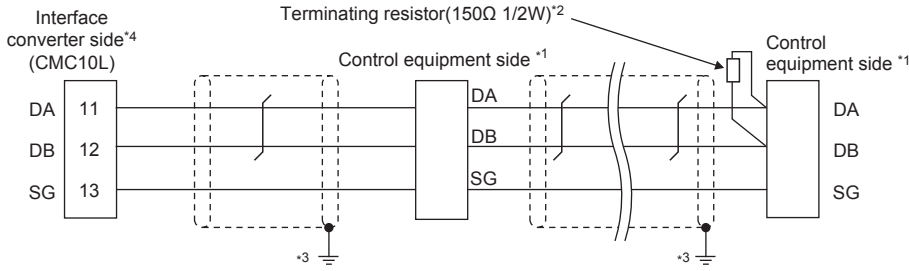 Terminating resistor(150Ω 1/2W)*2
Interface
converter side*4
(CMC10L)
Control equipment side *1
Control
equipment side *1
DA 11 DA DA
DB 12 DB DB
SG 13 SG SG
*3 *3